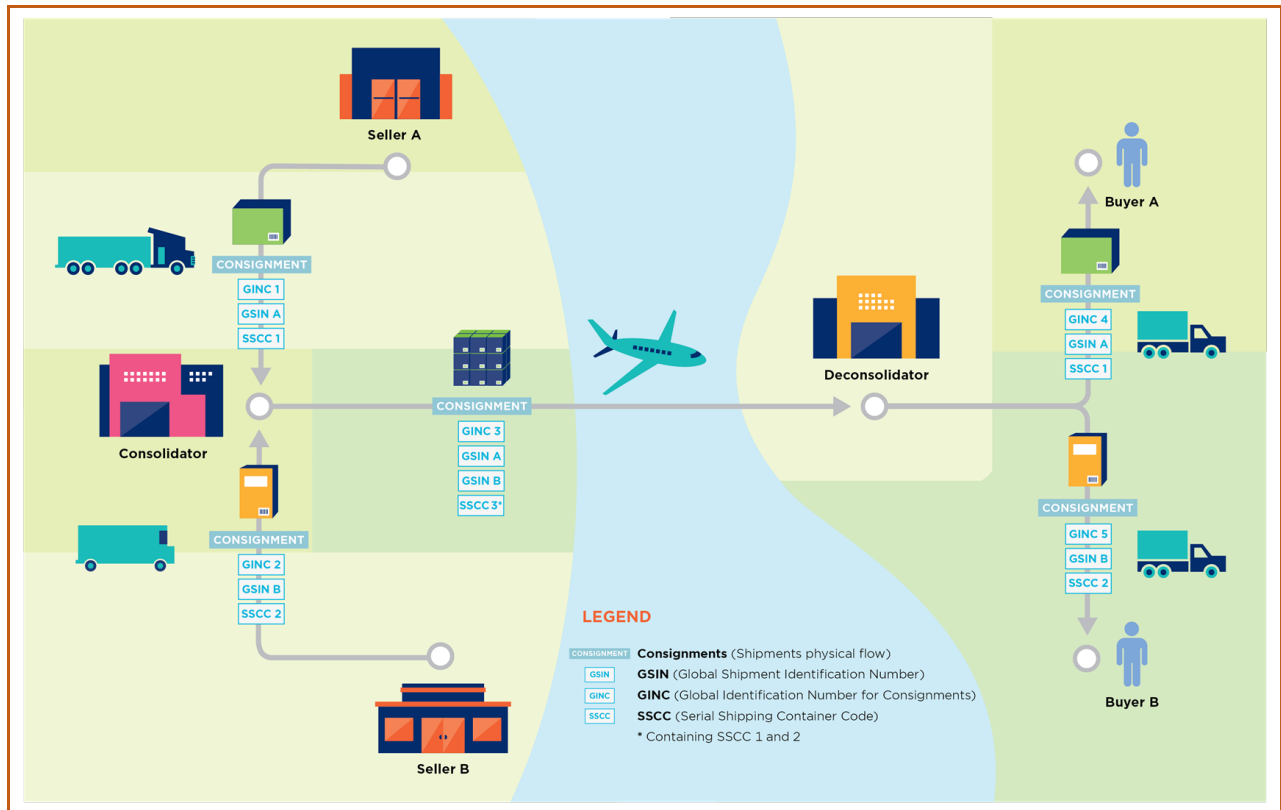 Seller A
CONSIGNMENT
GINC 1
GSIN A
SSCC 1
Consolidator
CONSIGNMENT
GINC 2
GSIN B
SSCC 2
Seller B
CONSIGNMENT
GINC 3
GSIN A
GSIN B
SSCC 3*
Deconsolidator
Buyer A
CONSIGNMENT
GINC 4
GSIN A
SSCC 1
CONSIGNMENT
GINC 5
GSIN B
SSCC 2
Buyer B
LEGEND
CONSIGNMENT Consignments (Shipments physical flow)
GSIN GSIN (Global Shipment Identification Number)
GINC GINC (Global Identification Number for Consignments)
SSCC SSCC (Serial Shipping Container Code)
* Containing SSCC 1 and 2